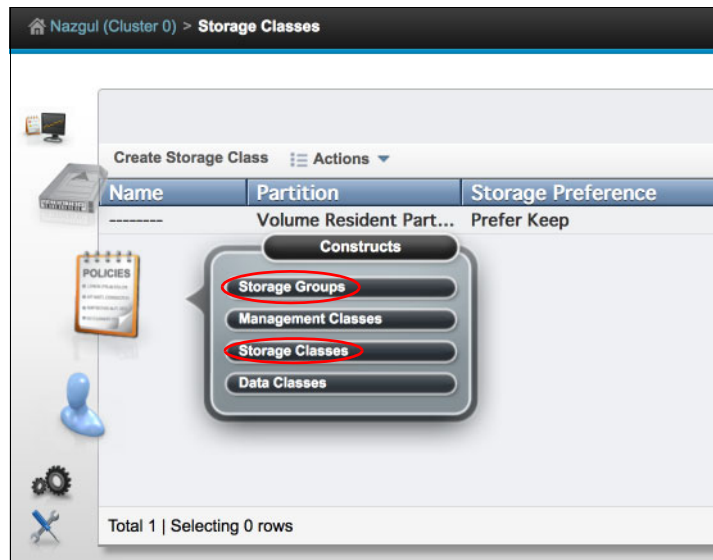 Nazgul (Cluster 0) > Storage Classes
Create Storage Class Actions
Name Partition Storage Preference
-------- Volume Resident Part... Prefer Keep
Constructs
POLICIES
Storage Groups
Management Classes
Storage Classes
Data Classes
Total 1 | Selecting 0 rows